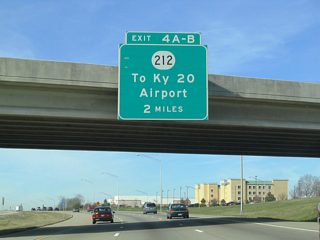 EXIT 4A-B
212
To Ky 20
Airport
2 MILES